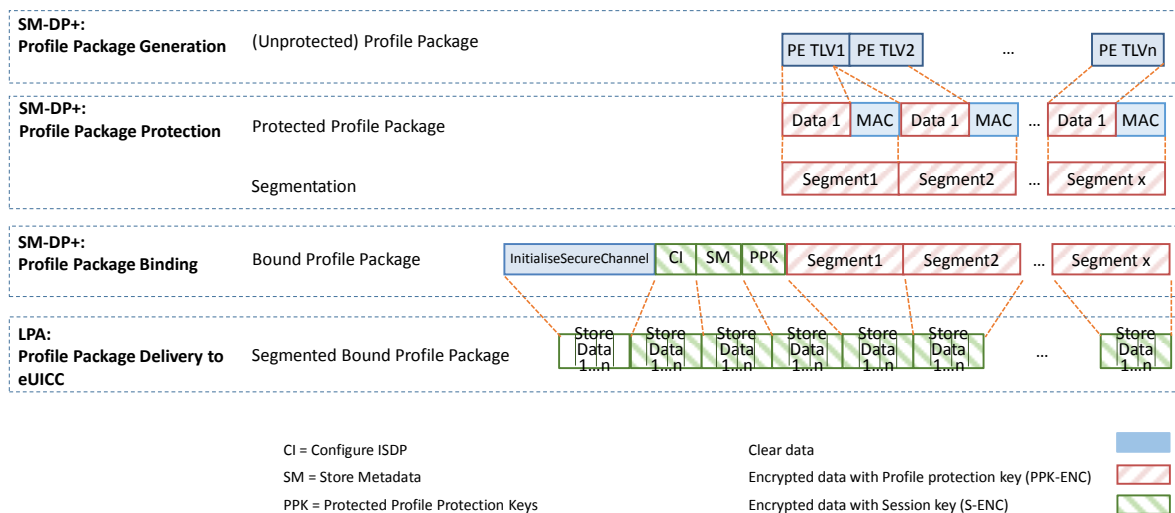 SM-DP+:
Profile Package Generation
(Unprotected) Profile Package
PE TLV1 PE TLV2 ... PE TLVn
SM-DP+:
Profile Package Protection
Protected Profile Package
Data 1 MAC Data 1 MAC ... Data 1 MAC
Segmentation
Segment1 Segment2 ... Segment x
SM-DP+:
Profile Package Binding
Bound Profile Package
InitialiseSecureChannel CI SM PPK Segment1 Segment2 ... Segment x
LPA:
Profile Package Delivery to
eUICC
Segmented Bound Profile Package
Store Store Store Store Store Store Store
Data Data Data Data Data Data ... Data
1...n 1...n 1...n 1...n 1...n 1...n 1...n
CI = Configure ISDP
SM = Store Metadata
PPK = Protected Profile Protection Keys
Clear data
Encrypted data with Profile protection key (PPK-ENC)
Encrypted data with Session key (S-ENC)